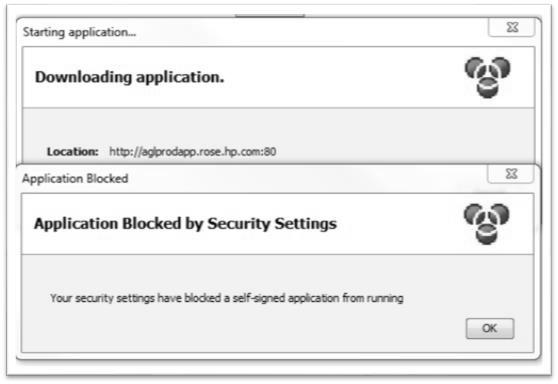 Starting application...
Downloading application.
Location: http://aglprodapp.rose.hp.com:80
Application Blocked
Application Blocked by Security Settings
Your security settings have blocked a self-signed application from running
OK